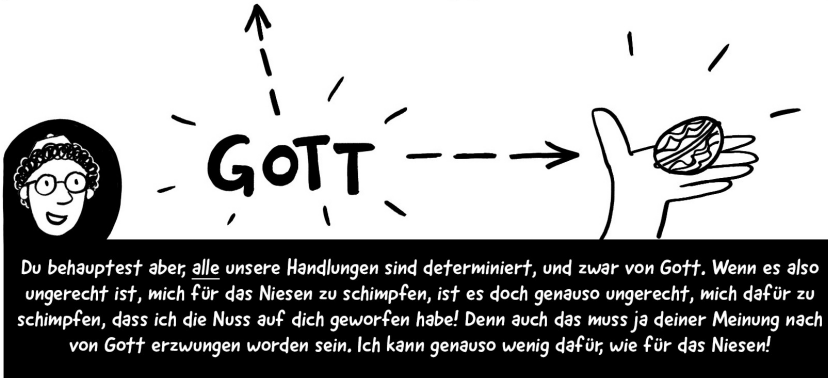 GOTT
Du behauptest aber, alle unsere Handlungen sind determiniert, und zwar von Gott. Wenn es also
ungerecht ist, mich für das Niesen zu schimpfen, ist es doch genauso ungerecht, mich dafür zu
schimpfen, dass ich die Nuss auf dich geworfen habe! Denn auch das muss ja deiner Meinung nach
von Gott erzwungen worden sein. Ich kann genauso wenig dafür, wie für das Niesen!